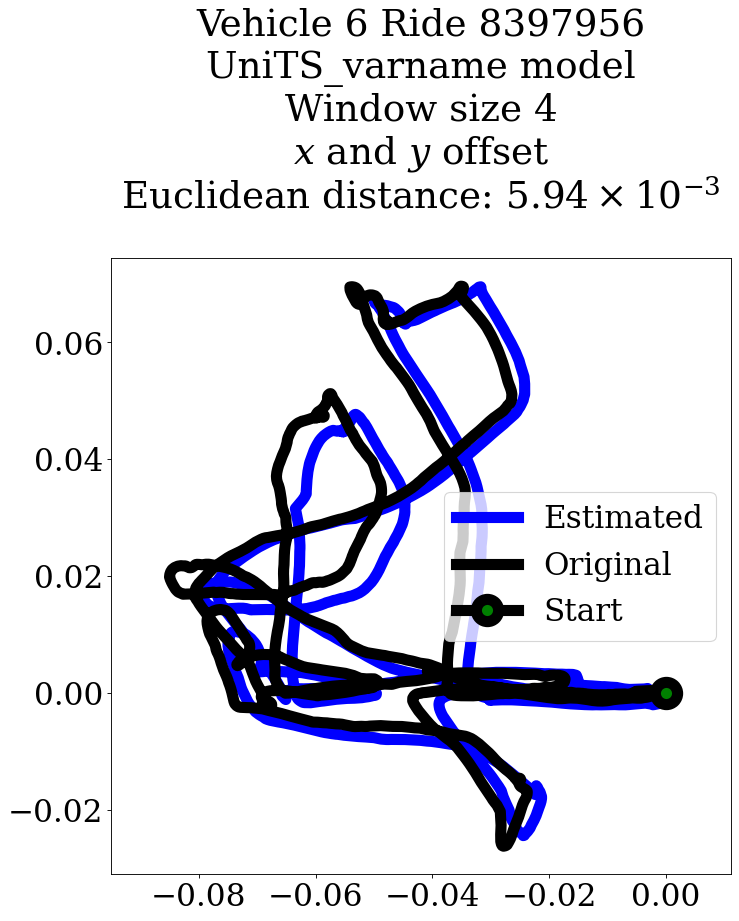 Vehicle 6 Ride 8397956
UniTS_varname model
Window size 4
x and y offset
Euclidean distance: 5.94 × 10⁻³
0.06
0.04
0.02
0.00
−0.02
Estimated
Original
Start
−0.08
−0.06
−0.04
−0.02
0.00